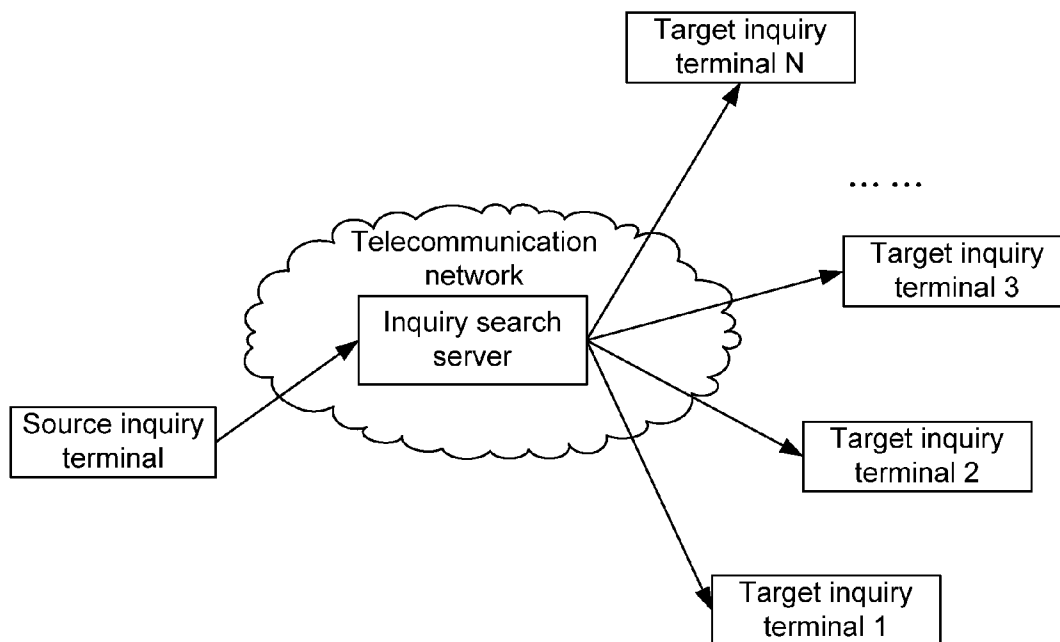 Target inquiry
terminal N
... ...
Telecommunication
network
Target inquiry
terminal 3
Inquiry search
server
Source inquiry
terminal
Target inquiry
terminal 2
Target inquiry
terminal 1